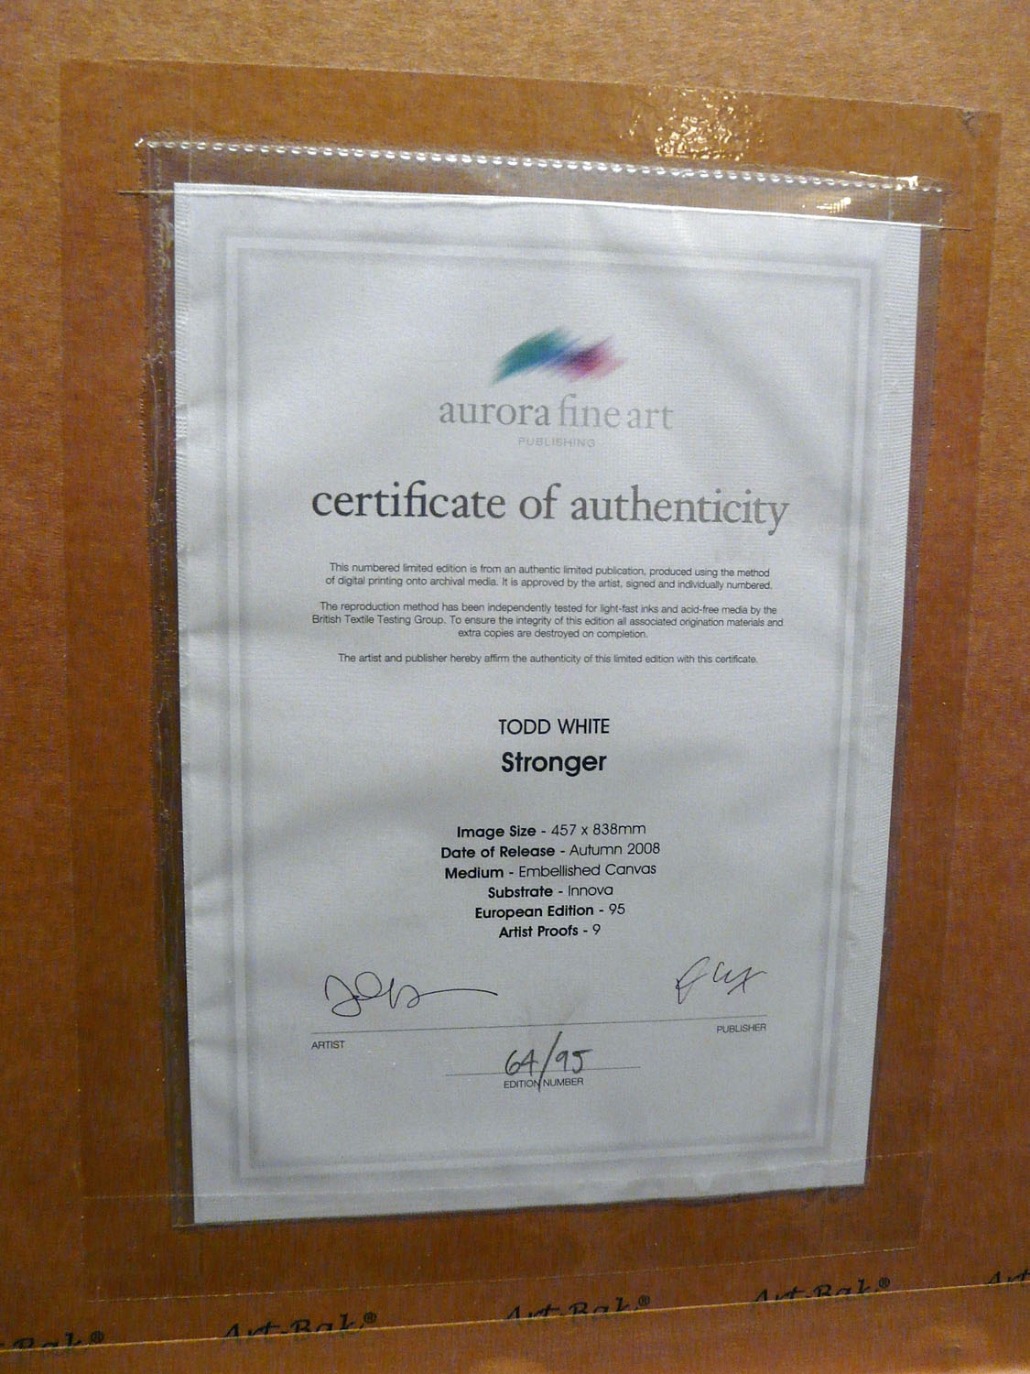 aurora fine art
PUBLISHING
certificate of authenticity
This numbered limited edition is from an authentic limited publication, produced using the method
of digital printing onto archival media. It is approved by the artist, signed and individually numbered.
The reproduction method has been independently tested for light-fast inks and acid-free media by the
British Textile Testing Group. To ensure the integrity of this edition all associated origination materials and
extra copies are destroyed on completion.
The artist and publisher hereby affirm the authenticity of this limited edition with this certificate.
TODD WHITE
Stronger
Image Size - 457 x 838mm
Date of Release - Autumn 2008
Medium - Embellished Canvas
Substrate - Innova
European Edition - 95
Artist Proofs - 9
ARTIST
PUBLISHER
64/95
EDITION NUMBER
Art-Bak® Art-Bak® Art-Bak®